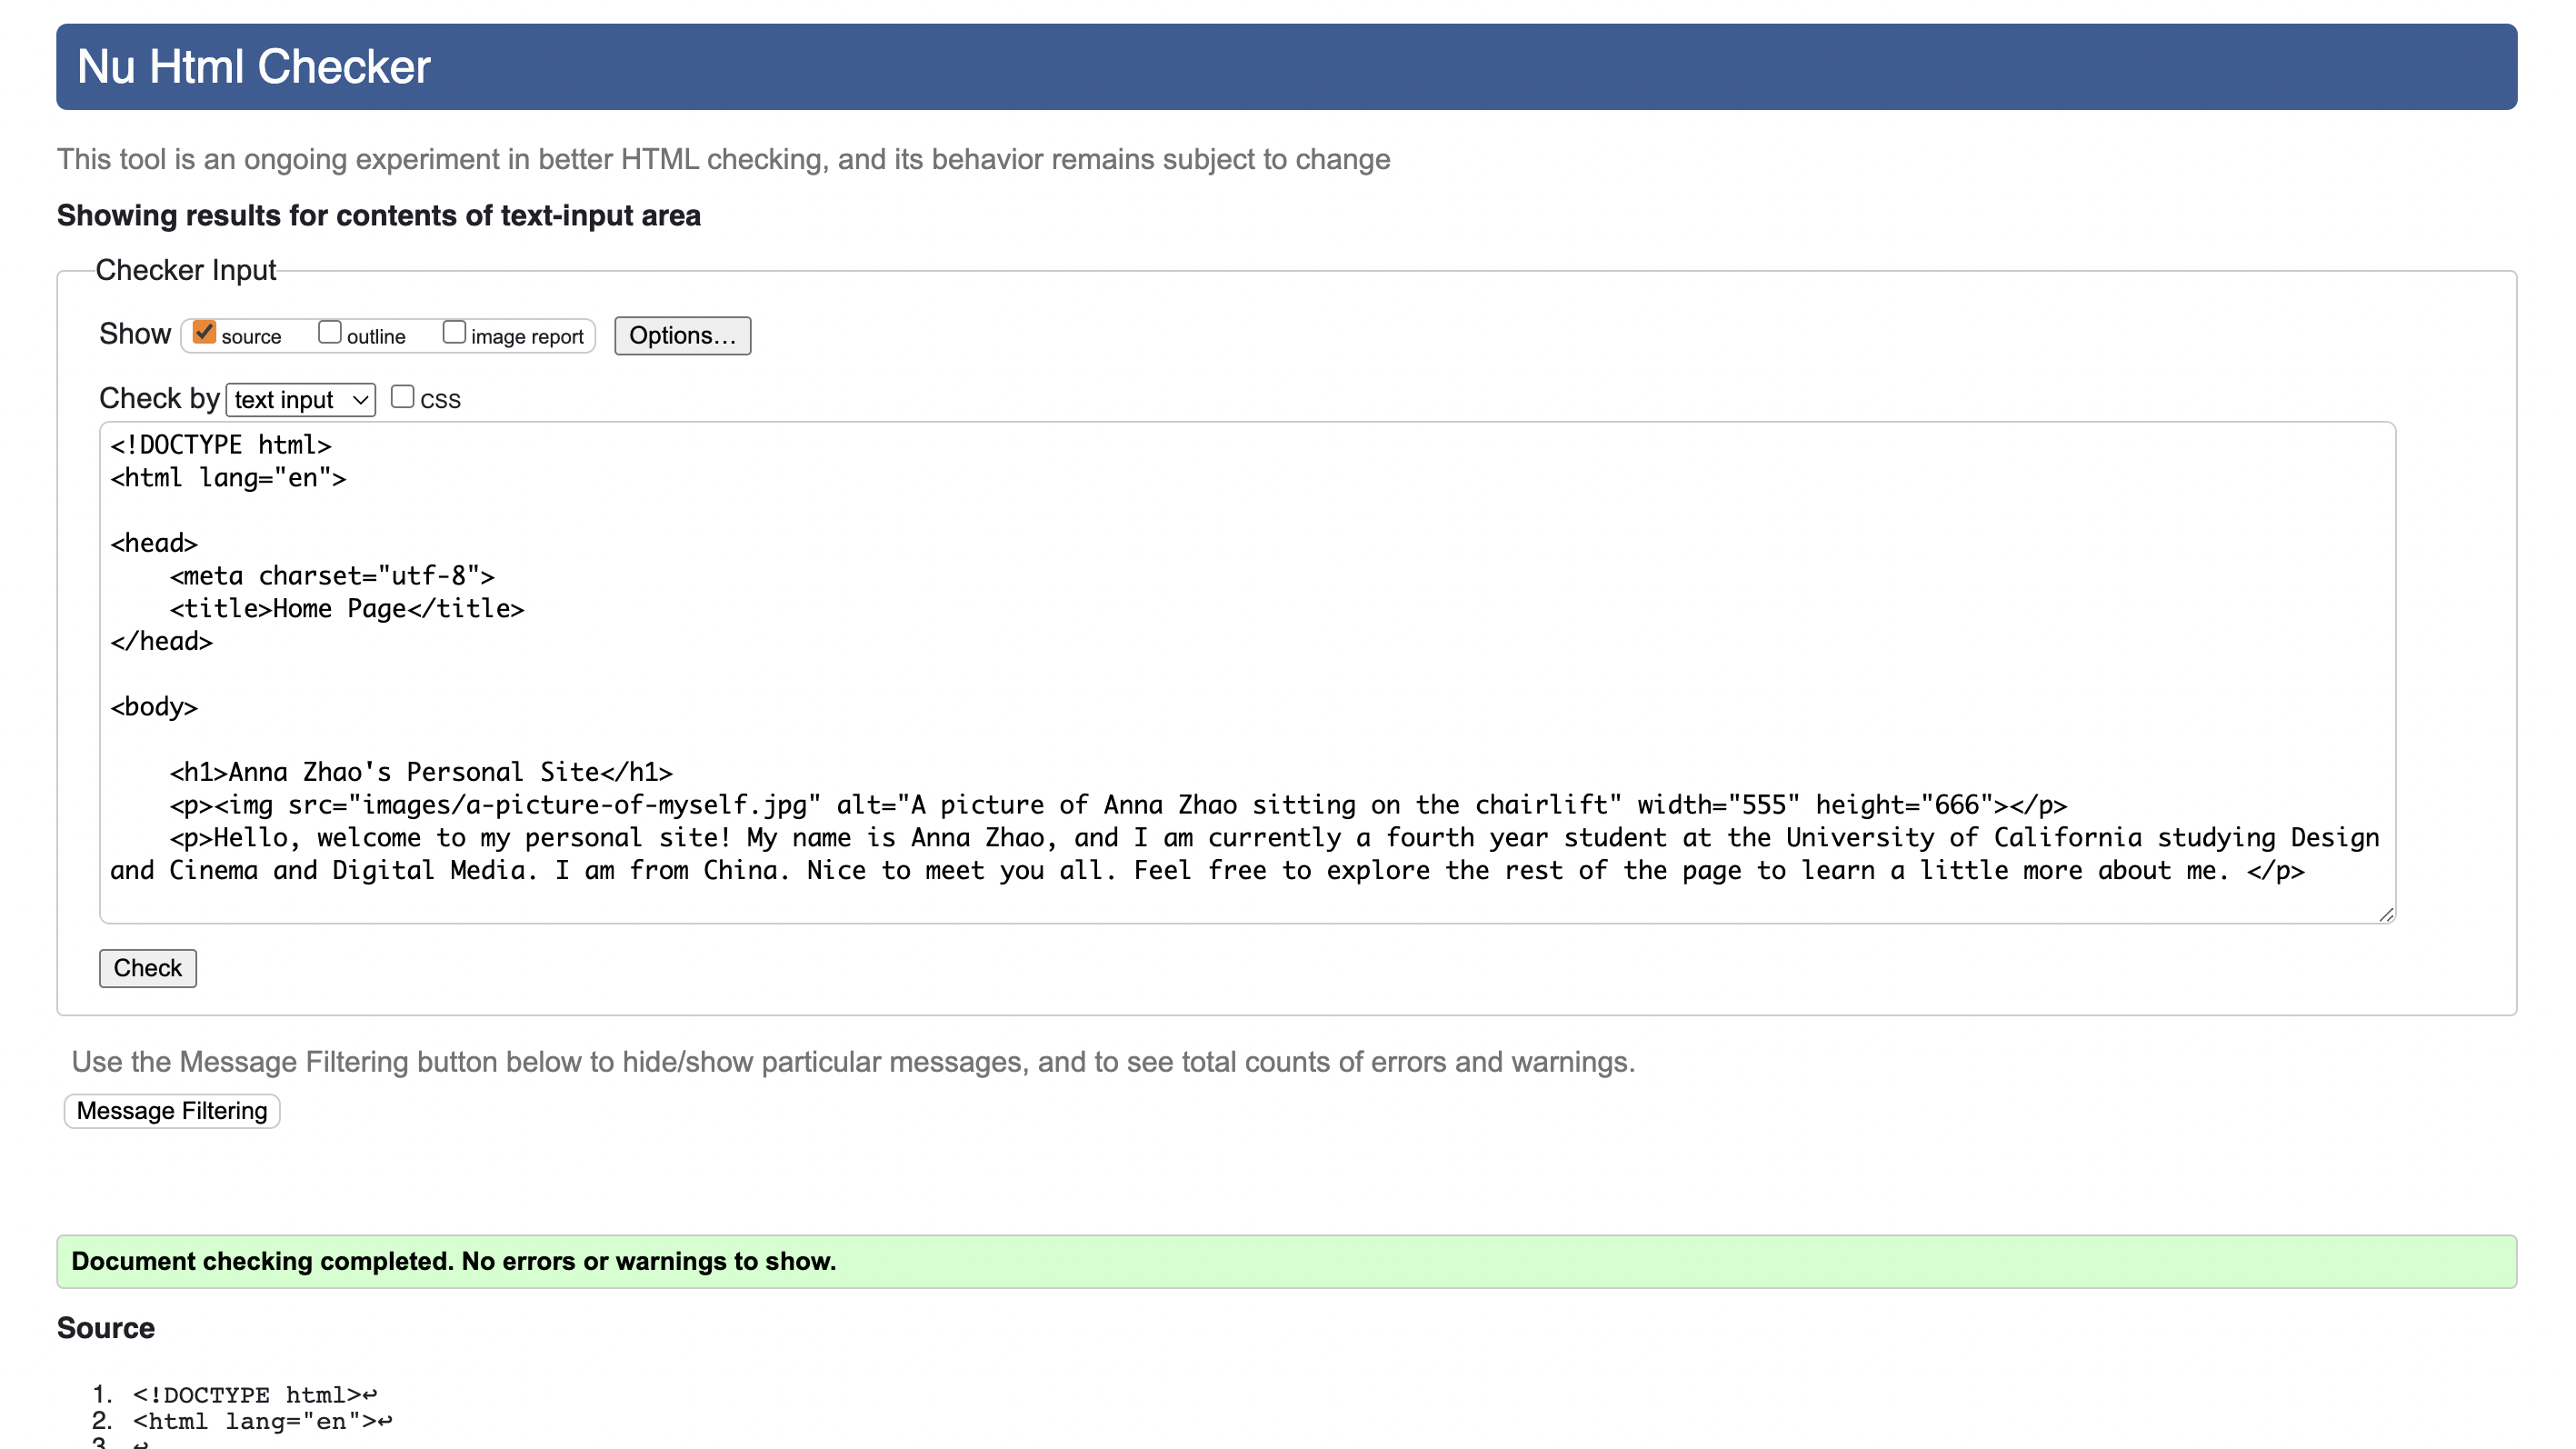 Nu Html Checker
This tool is an ongoing experiment in better HTML checking, and its behavior remains subject to change
Showing results for contents of text-input area
Checker Input
Show source outline image report Options...
Check by text input css
<!DOCTYPE html>
<html lang="en">
<head>
    <meta charset="utf-8">
    <title>Home Page</title>
</head>
<body>
    <h1>Anna Zhao's Personal Site</h1>
    <p><img src="images/a-picture-of-myself.jpg" alt="A picture of Anna Zhao sitting on the chairlift" width="555" height="666"></p>
    <p>Hello, welcome to my personal site! My name is Anna Zhao, and I am currently a fourth year student at the University of California studying Design
and Cinema and Digital Media. I am from China. Nice to meet you all. Feel free to explore the rest of the page to learn a little more about me. </p>
Check
Use the Message Filtering button below to hide/show particular messages, and to see total counts of errors and warnings.
Message Filtering
Document checking completed. No errors or warnings to show.
Source
1. <!DOCTYPE html>↩
2. <html lang="en">↩
3. ↩